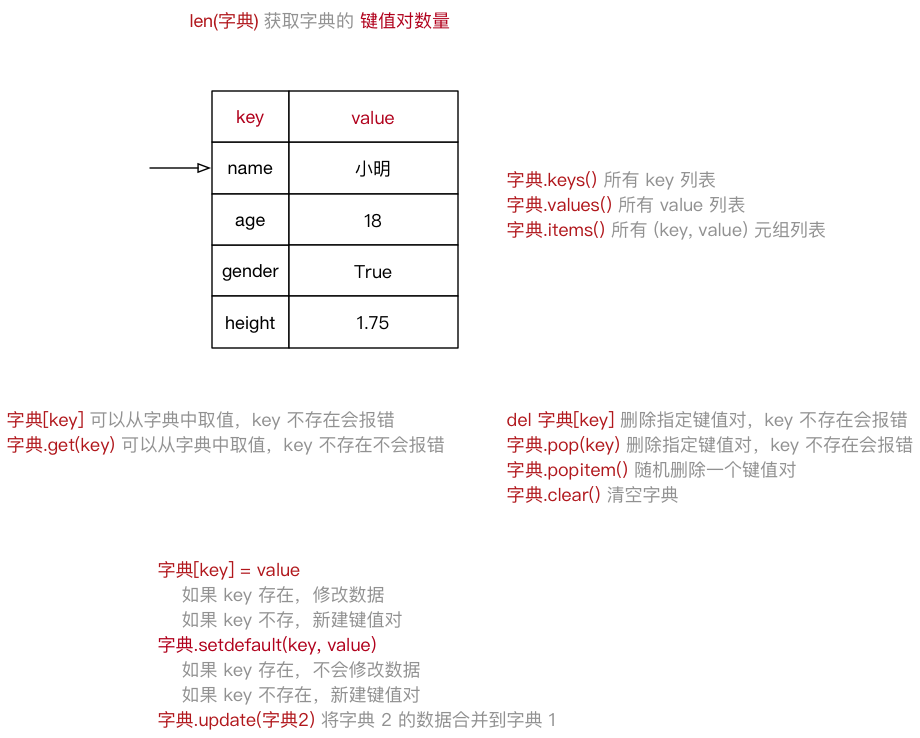 len(字典) 获取字典的 键值对数量
key value
name 小明
age 18
gender True
height 1.75
字典.keys() 所有 key 列表
字典.values() 所有 value 列表
字典.items() 所有 (key, value) 元组列表
字典[key] 可以从字典中取值，key 不存在会报错
字典.get(key) 可以从字典中取值，key 不存在不会报错
del 字典[key] 删除指定键值对，key 不存在会报错
字典.pop(key) 删除指定键值对，key 不存在会报错
字典.popitem() 随机删除一个键值对
字典.clear() 清空字典
字典[key] = value
如果 key 存在，修改数据
如果 key 不存，新建键值对
字典.setdefault(key, value)
如果 key 存在，不会修改数据
如果 key 不存在，新建键值对
字典.update(字典2) 将字典 2 的数据合并到字典 1